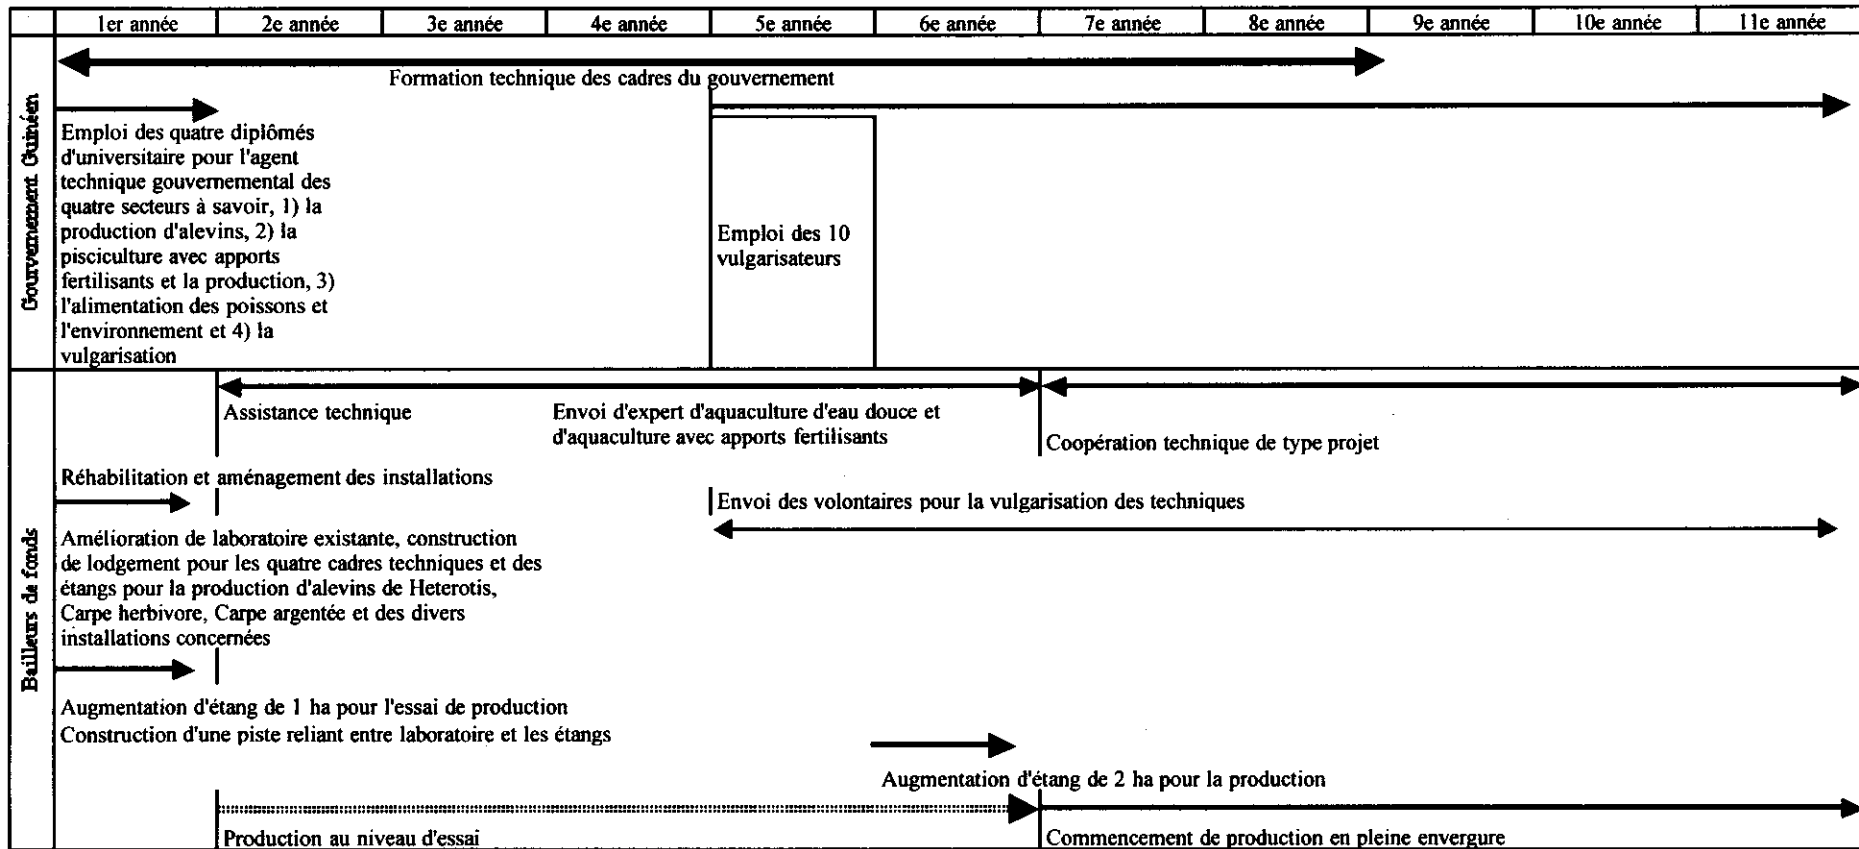 1er année 2e année 3e année 4e année 5e année 6e année 7e année 8e année 9e année 10e année 11e année
Gouvernement Guinéen
Formation technique des cadres du gouvernement
Emploi des quatre diplômés
d'universitaire pour l'agent
technique gouvernemental des
quatre secteurs à savoir, 1) la
production d'alevins, 2) la
pisciculture avec apports
fertilisants et la production, 3)
l'alimentation des poissons et
l'environnement et 4) la
vulgarisation
Emploi des 10
vulgarisateurs
Bailleurs de fonds
Assistance technique
Envoi d'expert d'aquaculture d'eau douce et
d'aquaculture avec apports fertilisants
Coopération technique de type projet
Réhabilitation et aménagement des installations
Envoi des volontaires pour la vulgarisation des techniques
Amélioration de laboratoire existante, construction
de lodgement pour les quatre cadres techniques et des
étangs pour la production d'alevins de Heterotis,
Carpe herbivore, Carpe argentée et des divers
installations concernées
Augmentation d'étang de 1 ha pour l'essai de production
Construction d'une piste reliant entre laboratoire et les étangs
Augmentation d'étang de 2 ha pour la production
Production au niveau d'essai
Commencement de production en pleine envergure